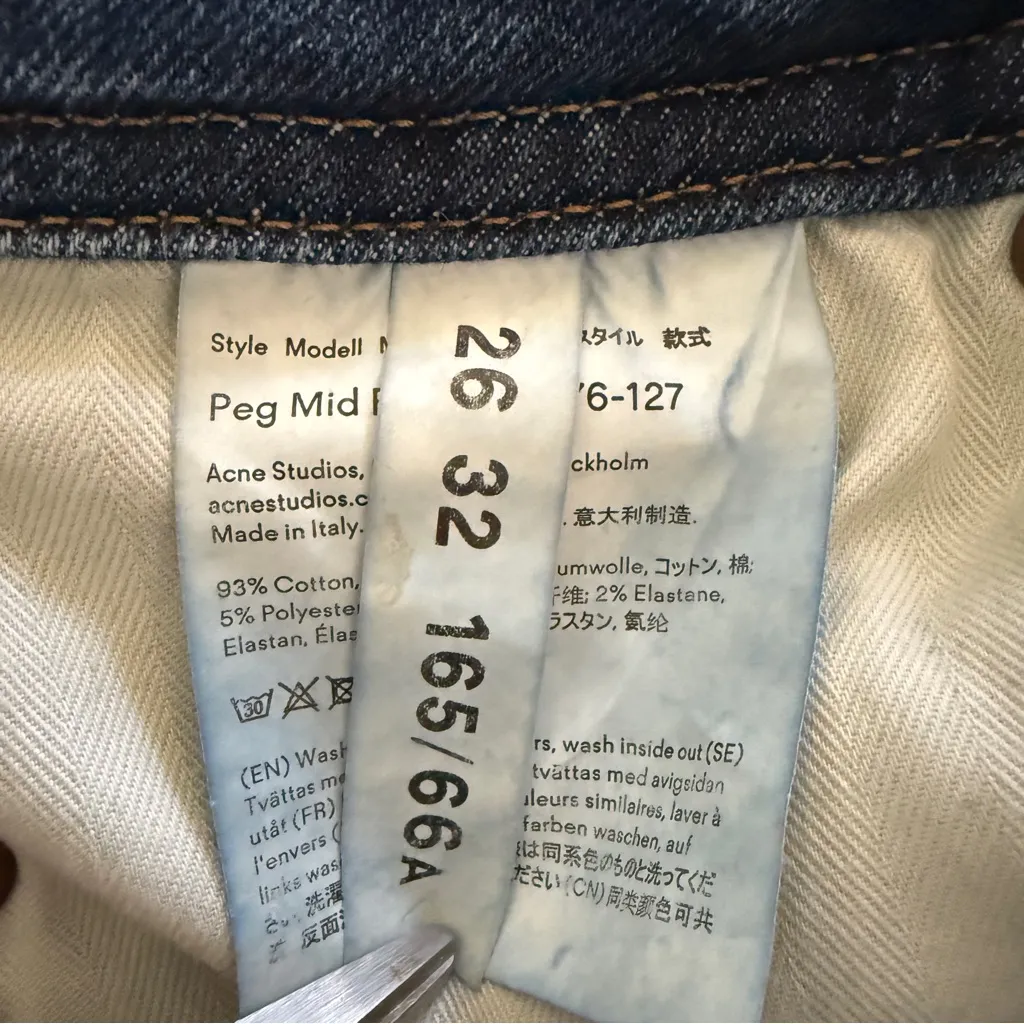 Style Modell
スタイル 款式
Peg Mid
6-127
Acne Studios,
ckholm
acnestudios.c
Made in Italy.
. 意大利制造.
93% Cotton,
umwolle, コットン, 棉;
5% Polyester
维; 2% Elastane,
Elastan, Élas
ラスタン, 氨纶
30
(EN) Wash
rs, wash inside out (SE)
Tvättas me
tvättas med avigsidan
utåt (FR)
uleurs similaires, laver à
l'envers (
farben waschen, auf
links was
は同系色のものと洗ってくだ
さい、洗濯
ださい (CN) 同类颜色可共
反面
26 32 165/66A